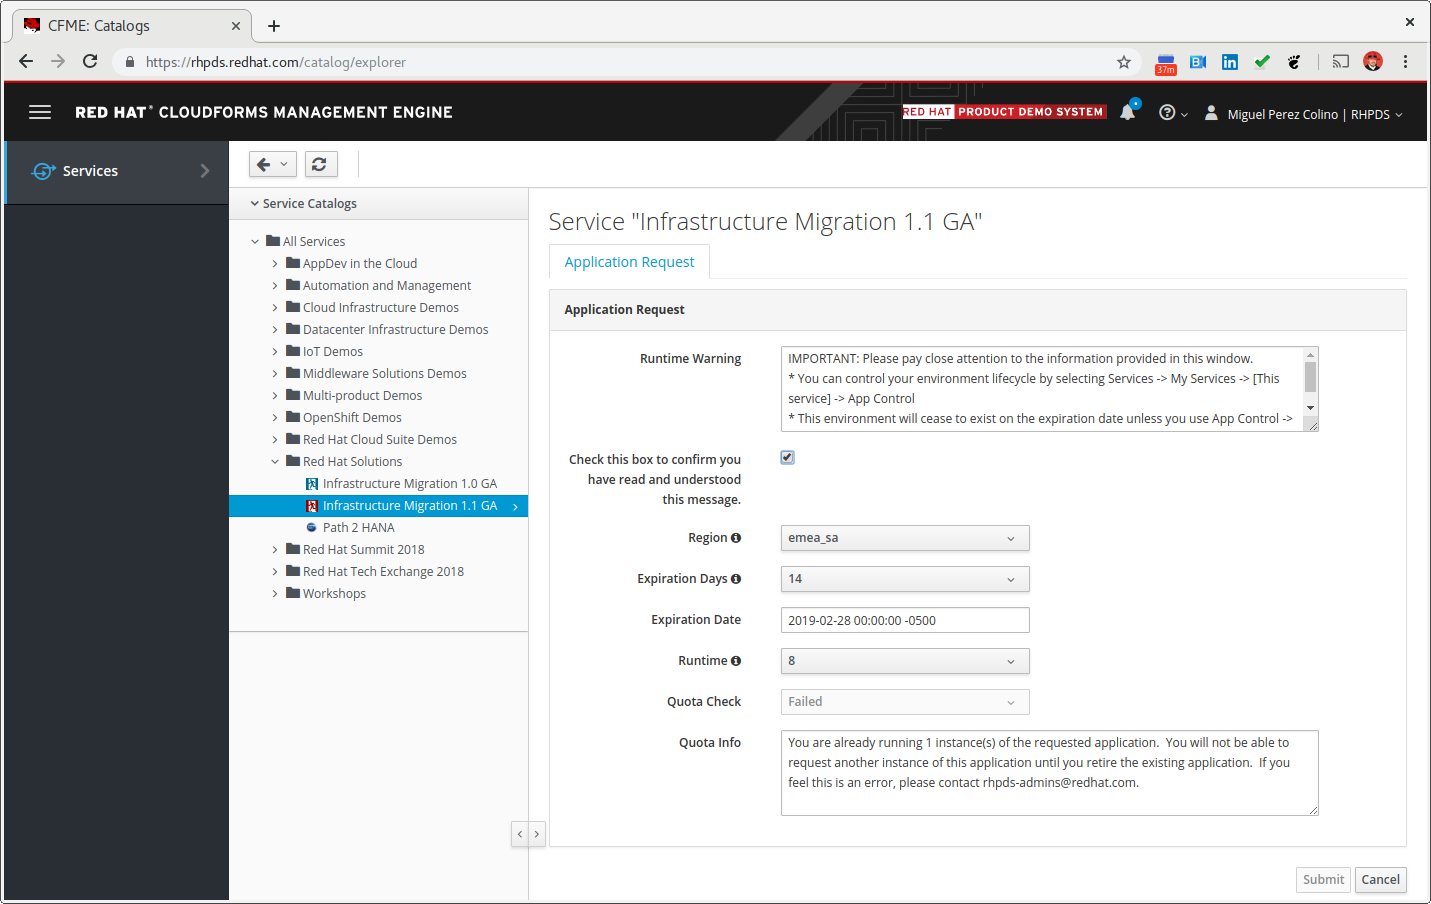 CFME: Catalogs
https://rhpds.redhat.com/catalog/explorer
37m
RED HAT® CLOUDFORMS MANAGEMENT ENGINE
RED HAT PRODUCT DEMO SYSTEM
Miguel Perez Colino | RHPDS
Services
Service Catalogs
All Services
AppDev in the Cloud
Automation and Management
Cloud Infrastructure Demos
Datacenter Infrastructure Demos
IoT Demos
Middleware Solutions Demos
Multi-product Demos
OpenShift Demos
Red Hat Cloud Suite Demos
Red Hat Solutions
Infrastructure Migration 1.0 GA
Infrastructure Migration 1.1 GA
Path 2 HANA
Red Hat Summit 2018
Red Hat Tech Exchange 2018
Workshops
Service "Infrastructure Migration 1.1 GA"
Application Request
Application Request
Runtime Warning
IMPORTANT: Please pay close attention to the information provided in this window.
* You can control your environment lifecycle by selecting Services -> My Services -> [This
service] -> App Control
* This environment will cease to exist on the expiration date unless you use App Control ->
Check this box to confirm you
have read and understood
this message.
Region
emea_sa
Expiration Days
14
Expiration Date
2019-02-28 00:00:00 -0500
Runtime
8
Quota Check
Failed
Quota Info
You are already running 1 instance(s) of the requested application.  You will not be able to
request another instance of this application until you retire the existing application.  If you
feel this is an error, please contact rhpds-admins@redhat.com.
Submit
Cancel